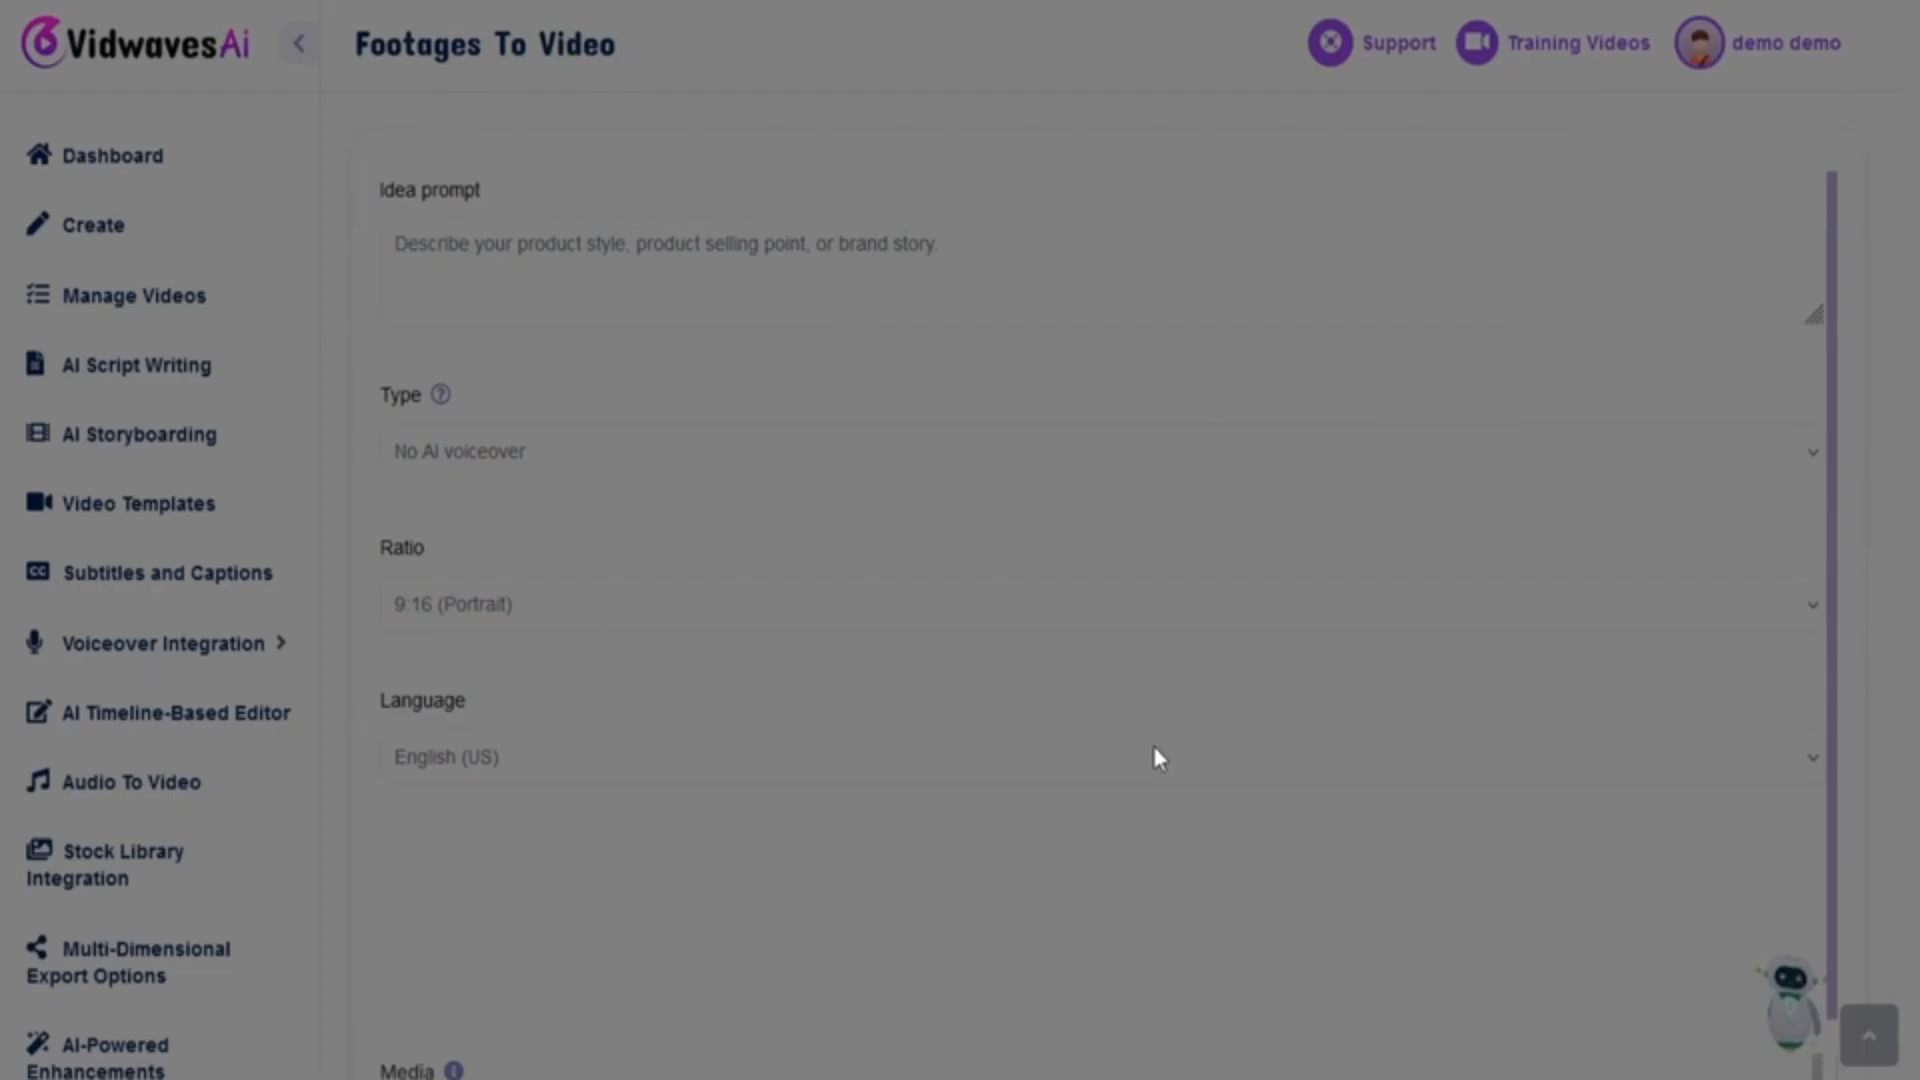 VidwavesAi
Footages To Video
Support
Training Videos
demo demo
Dashboard
Create
Manage Videos
AI Script Writing
AI Storyboarding
Video Templates
CC Subtitles and Captions
Voiceover Integration
AI Timeline-Based Editor
Audio To Video
Stock Library
Integration
Multi-Dimensional
Export Options
AI-Powered
Enhancements
Idea prompt
Describe your product style, product selling point, or brand story.
Type ?
No AI voiceover
Ratio
9:16 (Portrait)
Language
English (US)
Media i